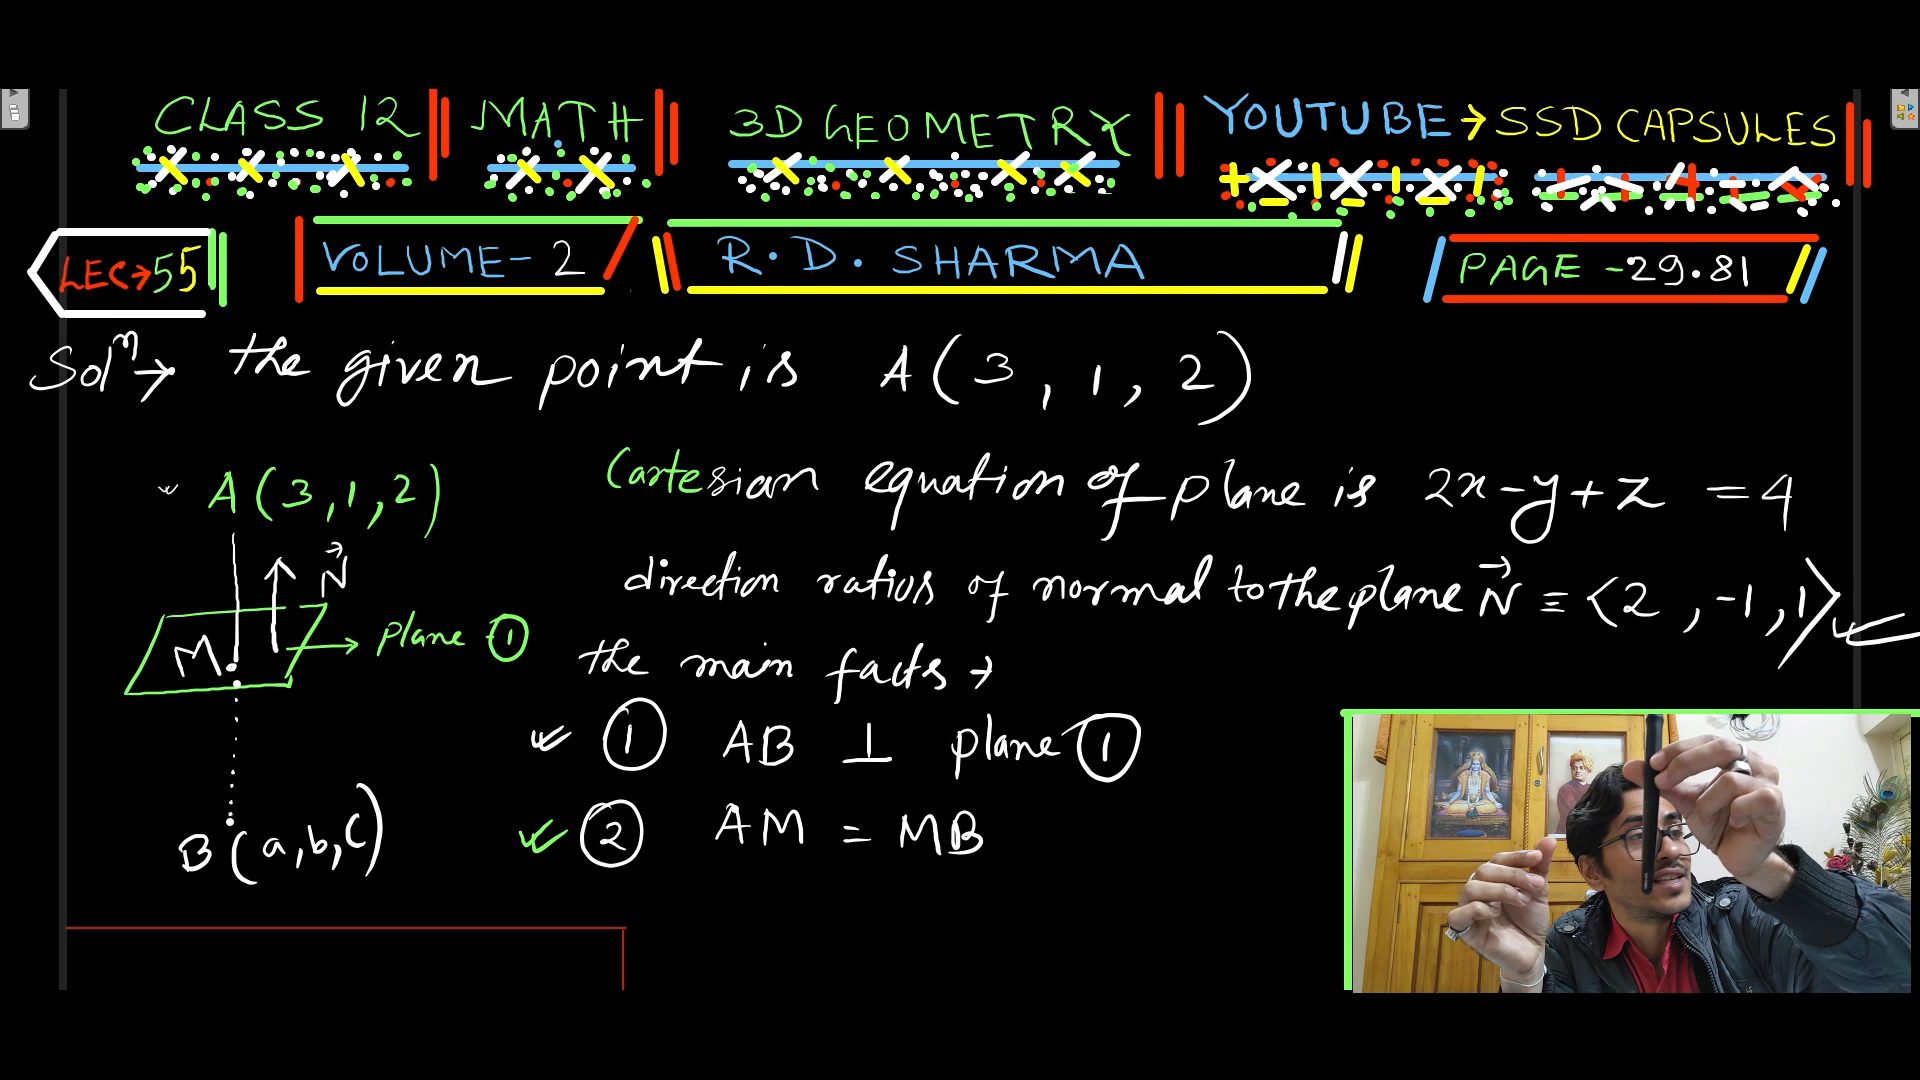 CLASS 12 || MATH || 3D GEOMETRY || YOUTUBE → SSD CAPSULES ||
LEC→55 || VOLUME-2 R.D. SHARMA PAGE-29.81
Solⁿ → the given point is A(3, 1, 2)
A(3,1,2)
N⃗
M
plane ①
B(a,b,c)
Cartesian equation of plane is 2x-y+z = 4
direction ratios of normal to the plane N⃗ ≡ <2, -1, 1>
the main facts →
① AB ⊥ plane ①
② AM = MB